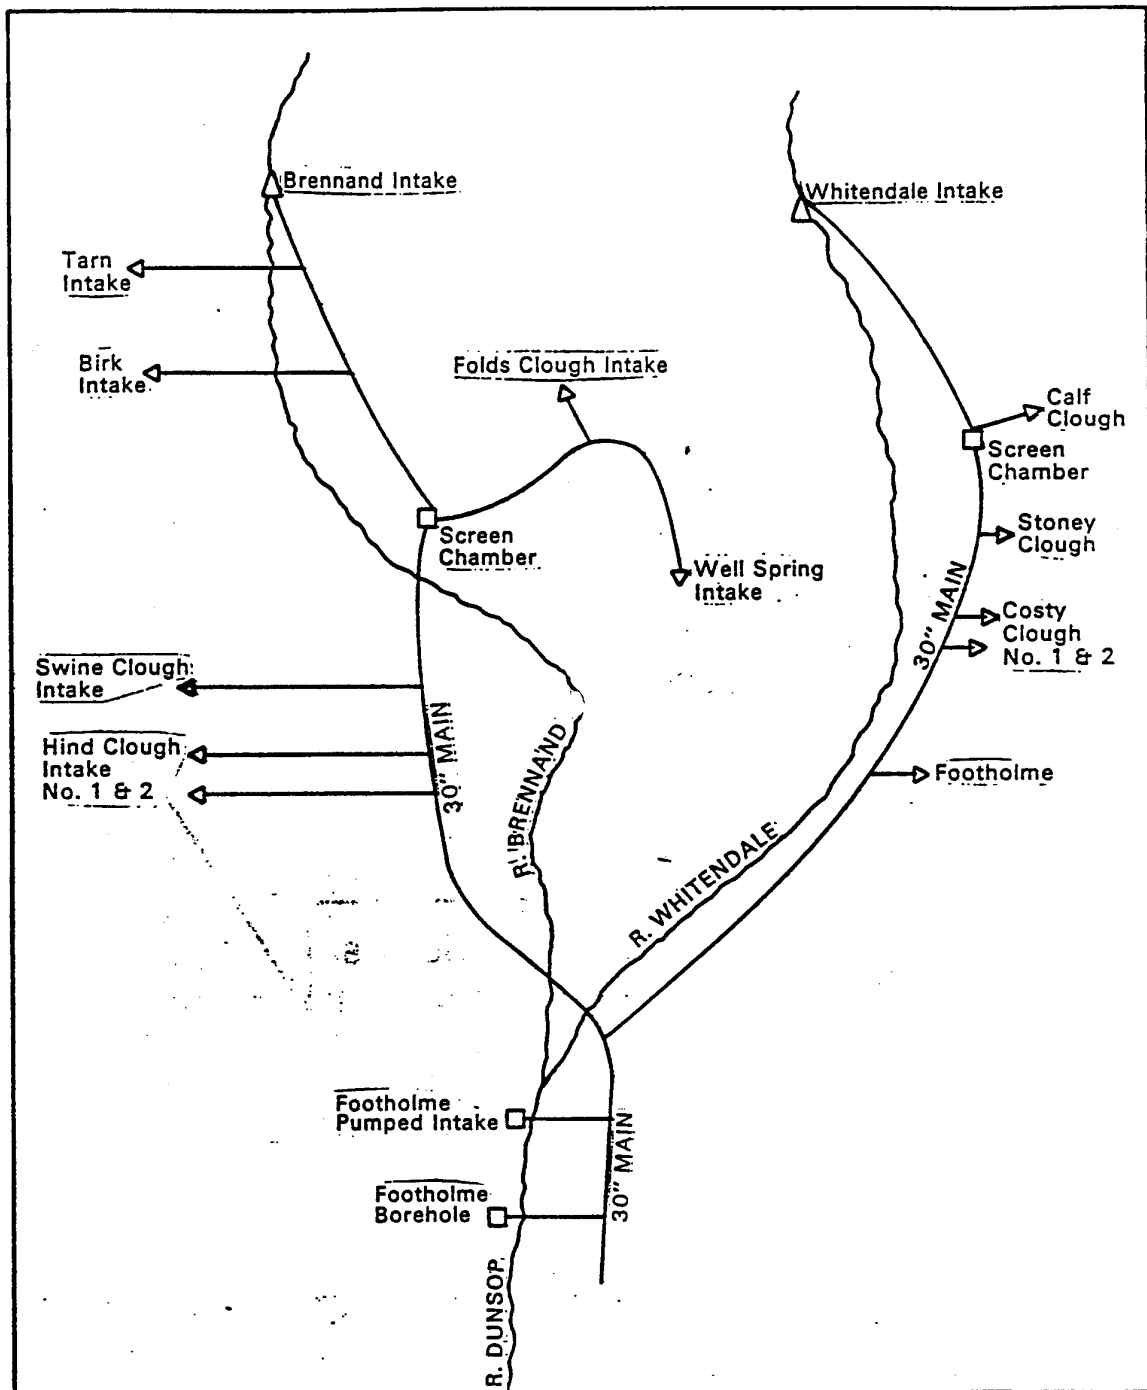 Brennand Intake
Whitendale Intake
Tarn
Intake
Birk
Intake
Folds Clough Intake
Calf
Clough
Screen
Chamber
Screen
Chamber
Stoney
Clough
Well Spring
Intake
30" MAIN
Costy
Clough
No. 1 & 2
Swine Clough
Intake
Hind Clough
Intake
No. 1 & 2
30" MAIN
R. BRENNAND
Footholme
R. WHITENDALE
Footholme
Pumped Intake
30" MAIN
Footholme
Borehole
R. DUNSOP